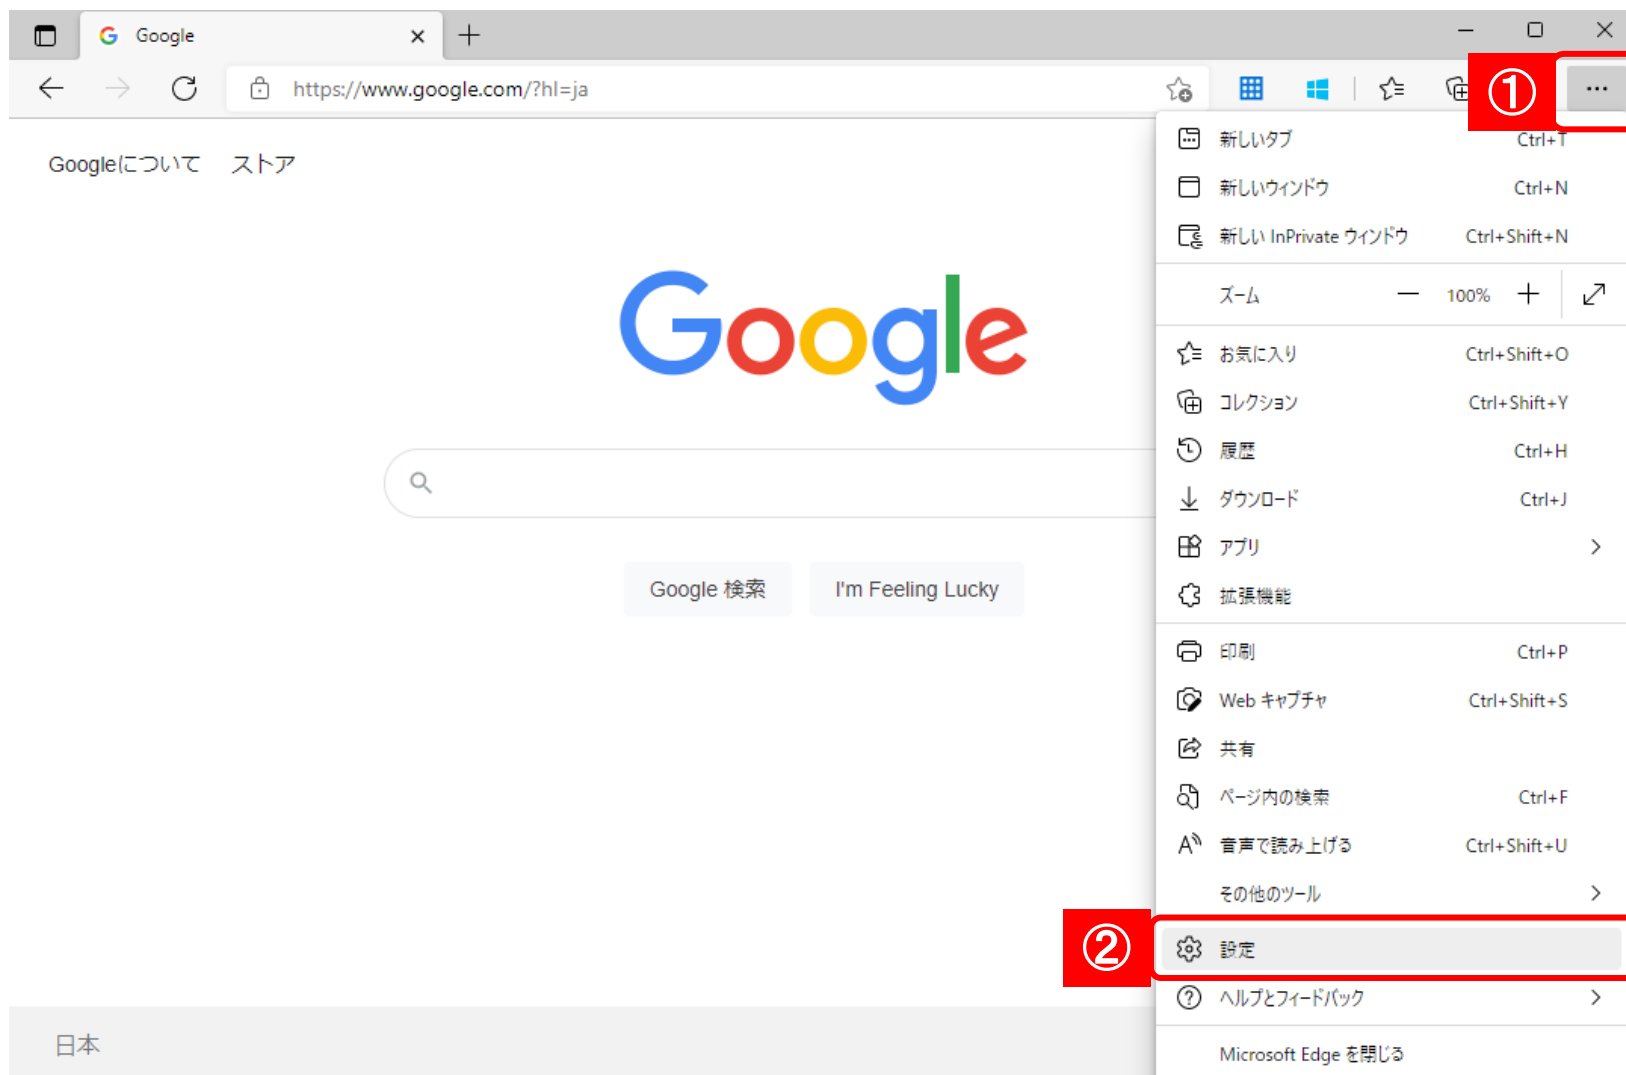 Google
https://www.google.com/?hl=ja
①
Googleについて ストア
Google
Google 検索 I'm Feeling Lucky
日本
新しいタブ Ctrl+T
新しいウィンドウ Ctrl+N
新しい InPrivate ウィンドウ Ctrl+Shift+N
ズーム 100%
お気に入り Ctrl+Shift+O
コレクション Ctrl+Shift+Y
履歴 Ctrl+H
ダウンロード Ctrl+J
アプリ
拡張機能
印刷 Ctrl+P
Web キャプチャ Ctrl+Shift+S
共有
ページ内の検索 Ctrl+F
音声で読み上げる Ctrl+Shift+U
その他のツール
② 設定
ヘルプとフィードバック
Microsoft Edge を閉じる